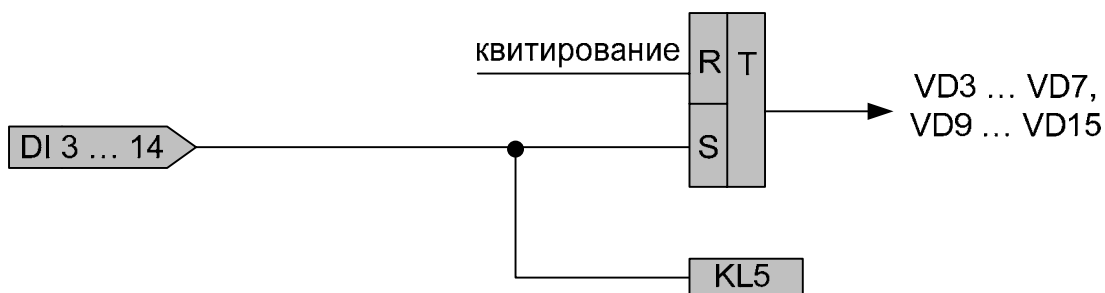 квитирование
R T
VD3 ... VD7,
VD9 ... VD15
DI 3 ... 14
S
KL5